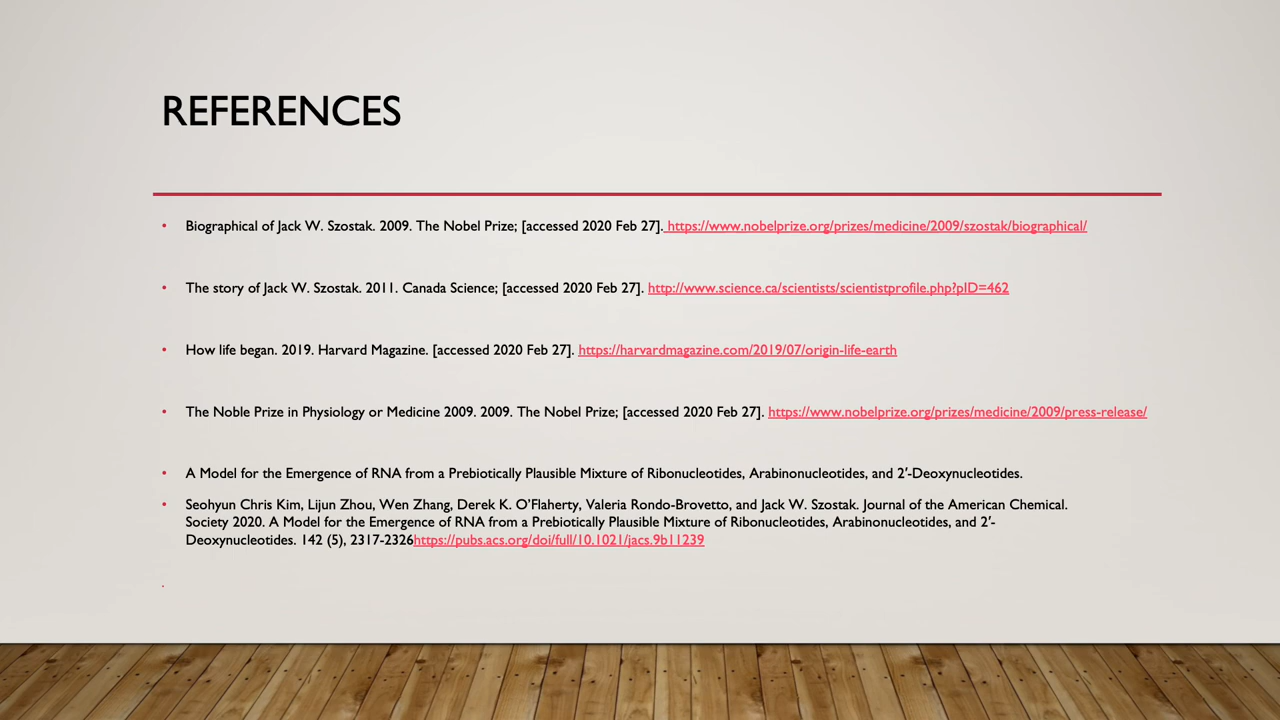 REFERENCES
• Biographical of Jack W. Szostak. 2009. The Nobel Prize; [accessed 2020 Feb 27]. https://www.nobelprize.org/prizes/medicine/2009/szostak/biographical/
• The story of Jack W. Szostak. 2011. Canada Science; [accessed 2020 Feb 27]. http://www.science.ca/scientists/scientistprofile.php?pID=462
• How life began. 2019. Harvard Magazine. [accessed 2020 Feb 27]. https://harvardmagazine.com/2019/07/origin-life-earth
• The Noble Prize in Physiology or Medicine 2009. 2009. The Nobel Prize; [accessed 2020 Feb 27]. https://www.nobelprize.org/prizes/medicine/2009/press-release/
• A Model for the Emergence of RNA from a Prebiotically Plausible Mixture of Ribonucleotides, Arabinonucleotides, and 2′-Deoxynucleotides.
• Seohyun Chris Kim, Lijun Zhou, Wen Zhang, Derek K. O’Flaherty, Valeria Rondo-Brovetto, and Jack W. Szostak. Journal of the American Chemical.
Society 2020. A Model for the Emergence of RNA from a Prebiotically Plausible Mixture of Ribonucleotides, Arabinonucleotides, and 2′-
Deoxynucleotides. 142 (5), 2317-2326https://pubs.acs.org/doi/full/10.1021/jacs.9b11239